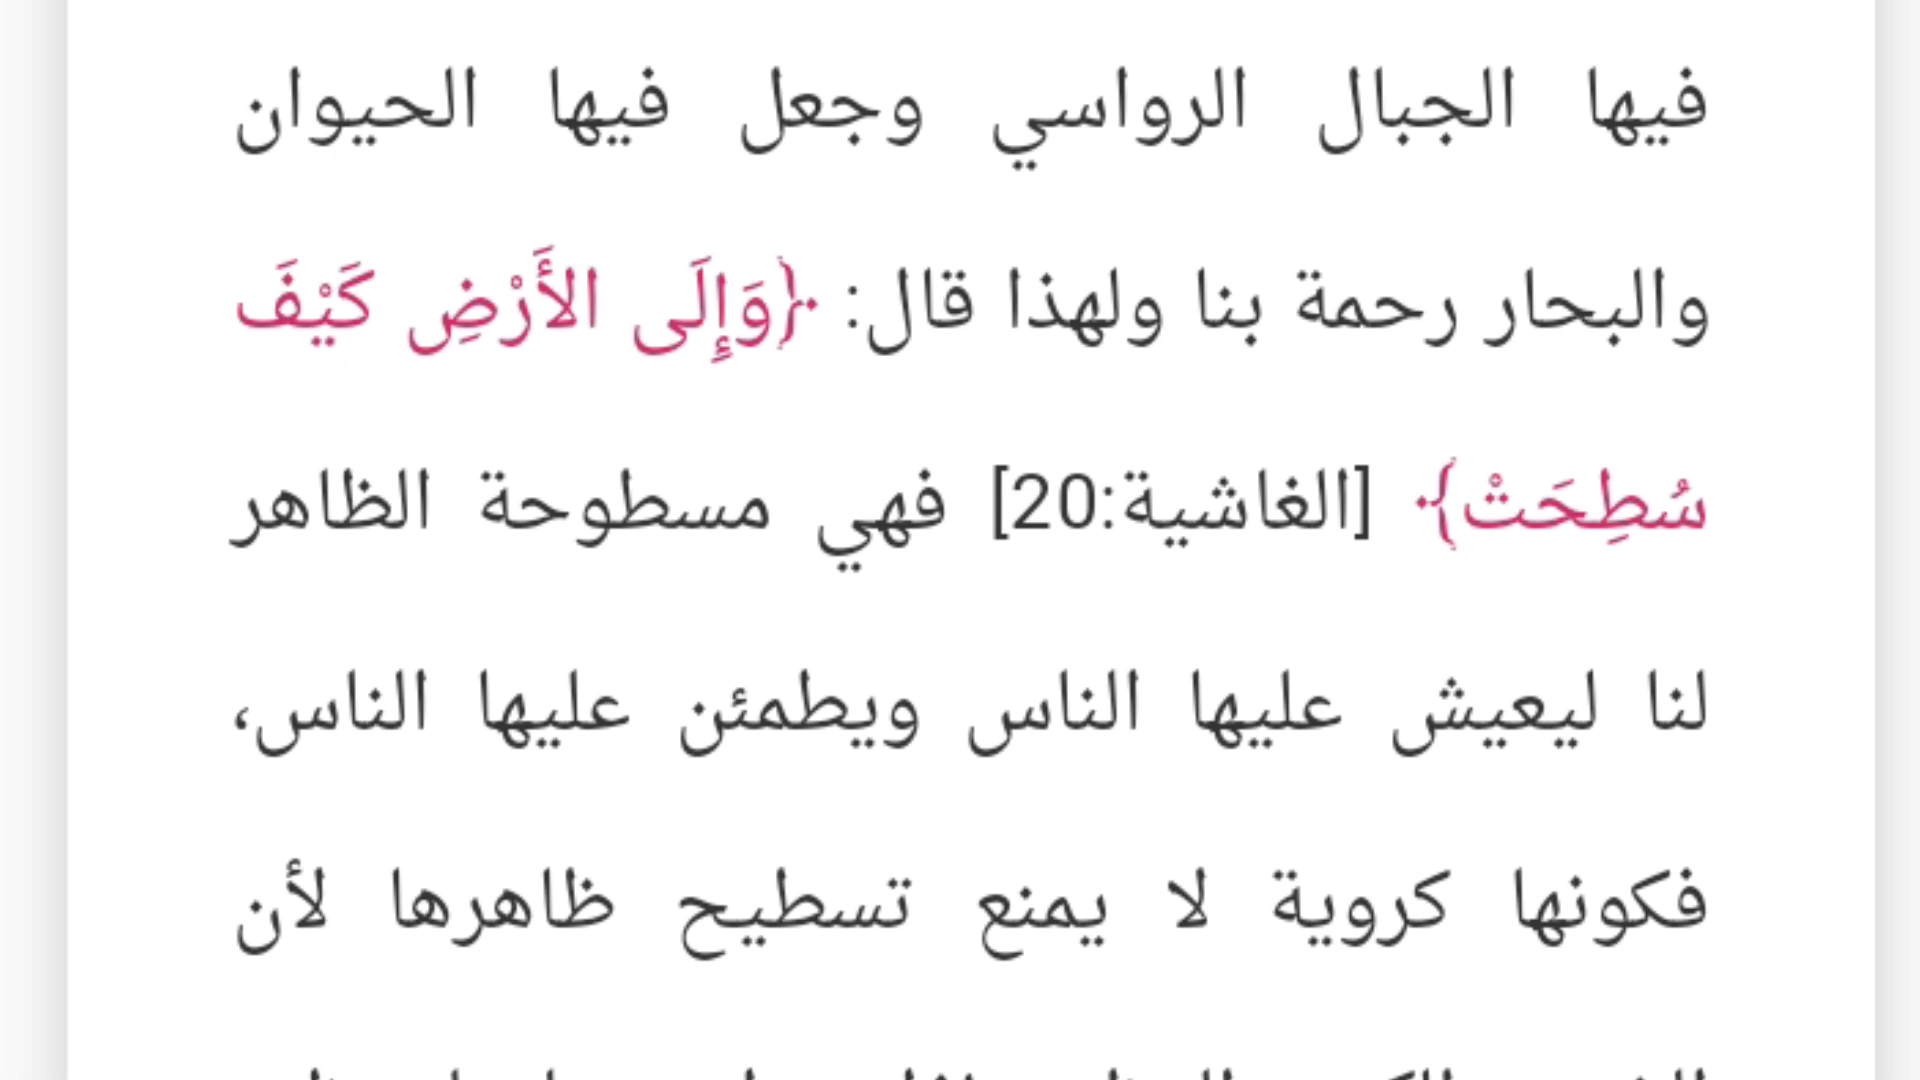 فيها الجبال الرواسي وجعل فيها الحيوان
والبحار رحمة بنا ولهذا قال: ﴿وَإِلَى الأَرْضِ كَيْفَ
سُطِحَتْ﴾ [الغاشية:20] فهي مسطوحة الظاهر
لنا ليعيش عليها الناس ويطمئن عليها الناس،
فكونها كروية لا يمنع تسطيح ظاهرها لأن